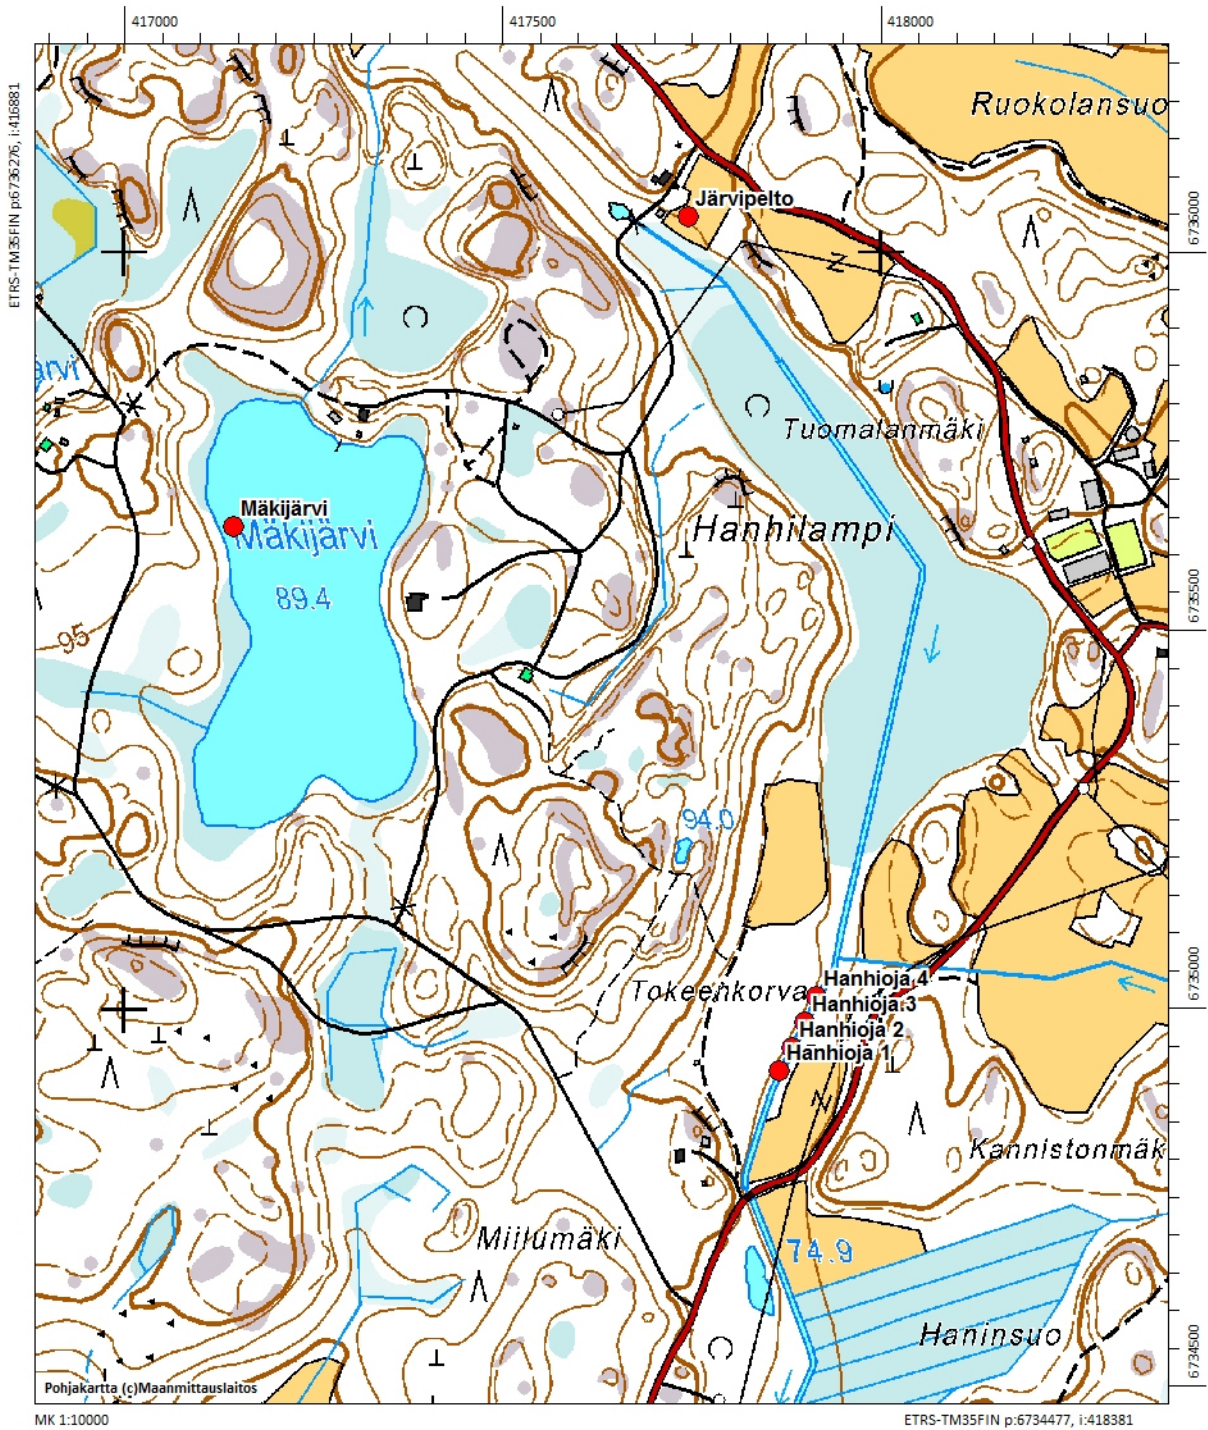 417000
417500
418000
ETRS-TM35FIN p:6736276, i:416881
Ruokolansuo
Järvipelto
6736000
ärvi
Tuomalanmäki
Mäkijärvi
Hanhilampi
Mäkijärvi
89.4
6735500
95
94.0
Hanhioja 4
Tokeenkorva
Hanhioja 3
6735000
Hanhioja 2
Hanhioja 1
Kannistonmäk
Miilumäki
74.9
Haninsuo
6734500
Pohjakartta (c)Maanmittauslaitos
MK 1:10000
ETRS-TM35FIN p:6734477, i:418381